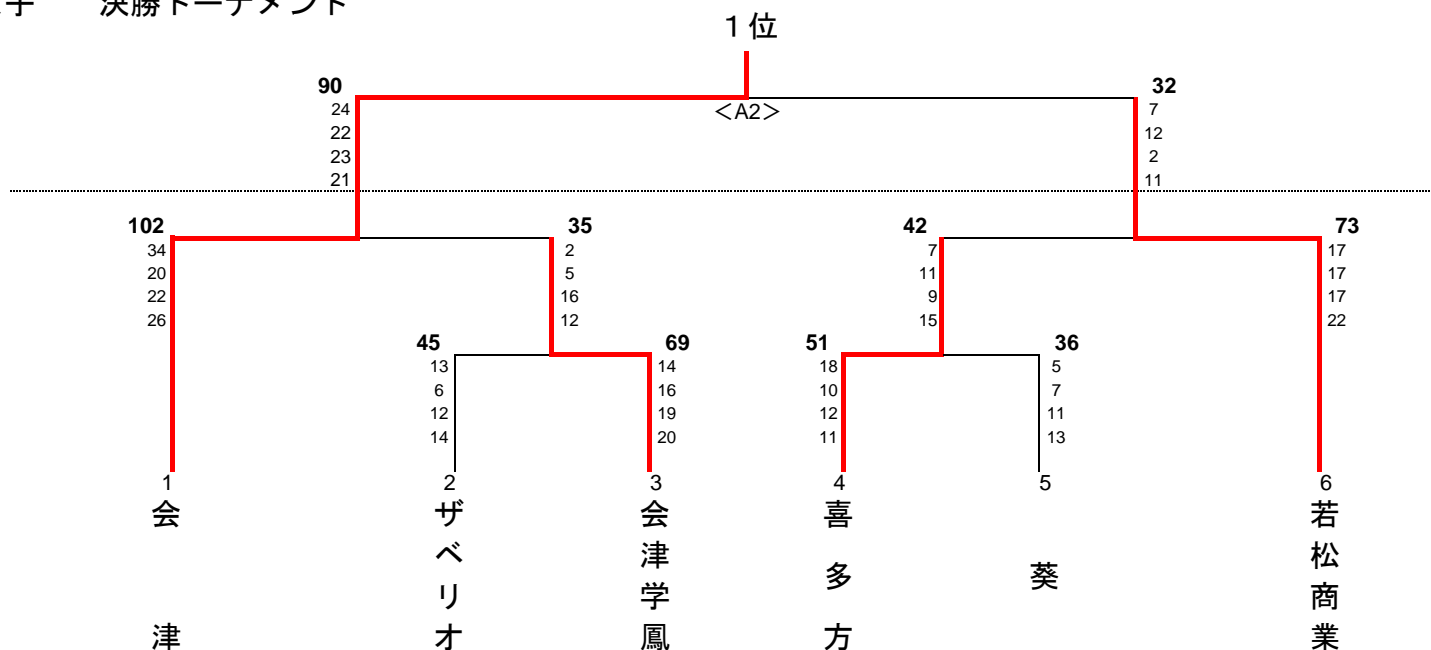 子 決勝トーナメント
１位
90 32
24 7
22 <A2> 12
23 2
21 11
102 35 42 73
34 2 7 17
20 5 11 17
22 16 9 17
26 12 15 22
45 69 51 36
13 14 18 5
6 16 10 7
12 19 12 11
14 20 11 13
1 2 3 4 5 6
会津
ザベリオ
会津学鳳
喜多方
葵
若松商業